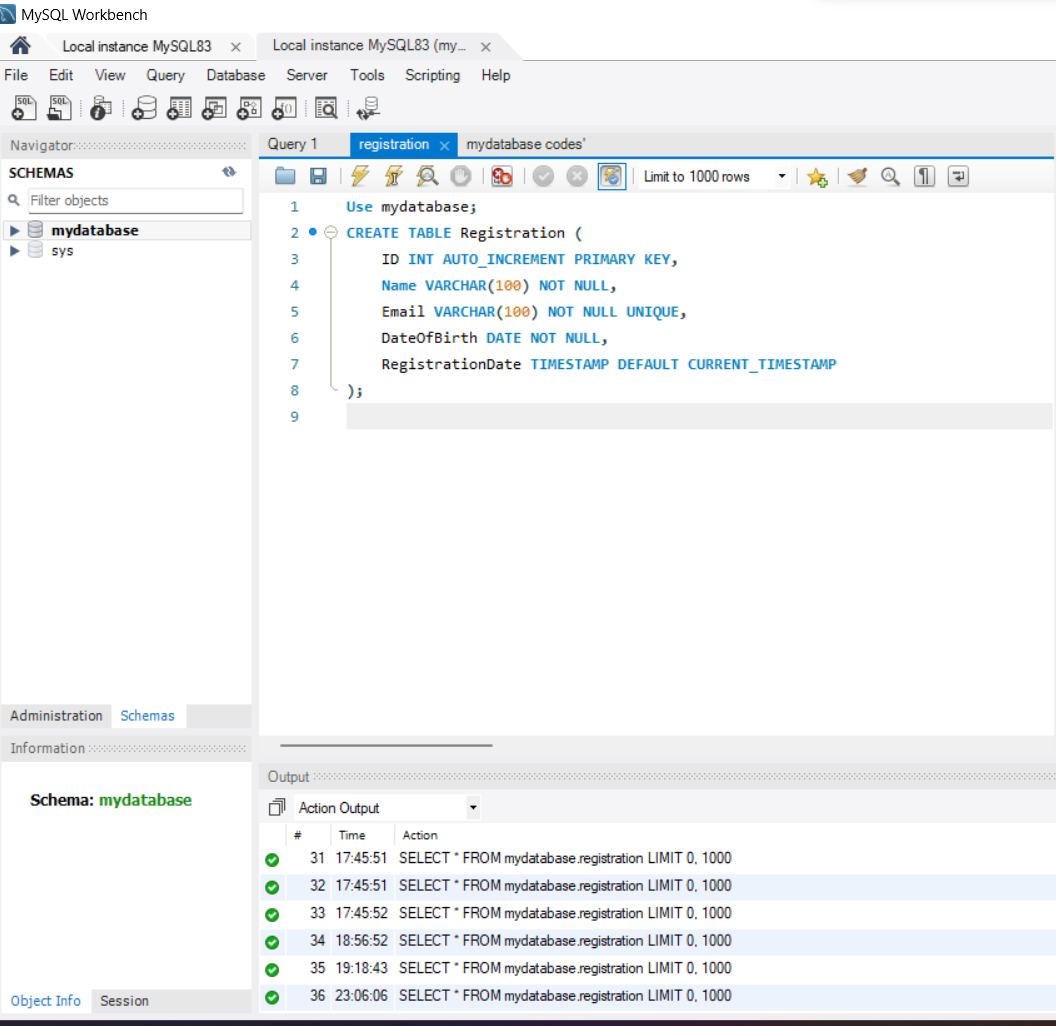 MySQL Workbench
Local instance MySQL83 × Local instance MySQL83 (my... ×
File Edit View Query Database Server Tools Scripting Help
Navigator
SCHEMAS
Filter objects
mydatabase
sys
Administration Schemas
Information
Schema: mydatabase
Object Info Session
Query 1 registration × mydatabase codes*
Limit to 1000 rows
1 Use mydatabase;
2 CREATE TABLE Registration (
3 ID INT AUTO_INCREMENT PRIMARY KEY,
4 Name VARCHAR(100) NOT NULL,
5 Email VARCHAR(100) NOT NULL UNIQUE,
6 DateOfBirth DATE NOT NULL,
7 RegistrationDate TIMESTAMP DEFAULT CURRENT_TIMESTAMP
8 );
9
Output
Action Output
# Time Action
31 17:45:51 SELECT * FROM mydatabase.registration LIMIT 0, 1000
32 17:45:51 SELECT * FROM mydatabase.registration LIMIT 0, 1000
33 17:45:52 SELECT * FROM mydatabase.registration LIMIT 0, 1000
34 18:56:52 SELECT * FROM mydatabase.registration LIMIT 0, 1000
35 19:18:43 SELECT * FROM mydatabase.registration LIMIT 0, 1000
36 23:06:06 SELECT * FROM mydatabase.registration LIMIT 0, 1000